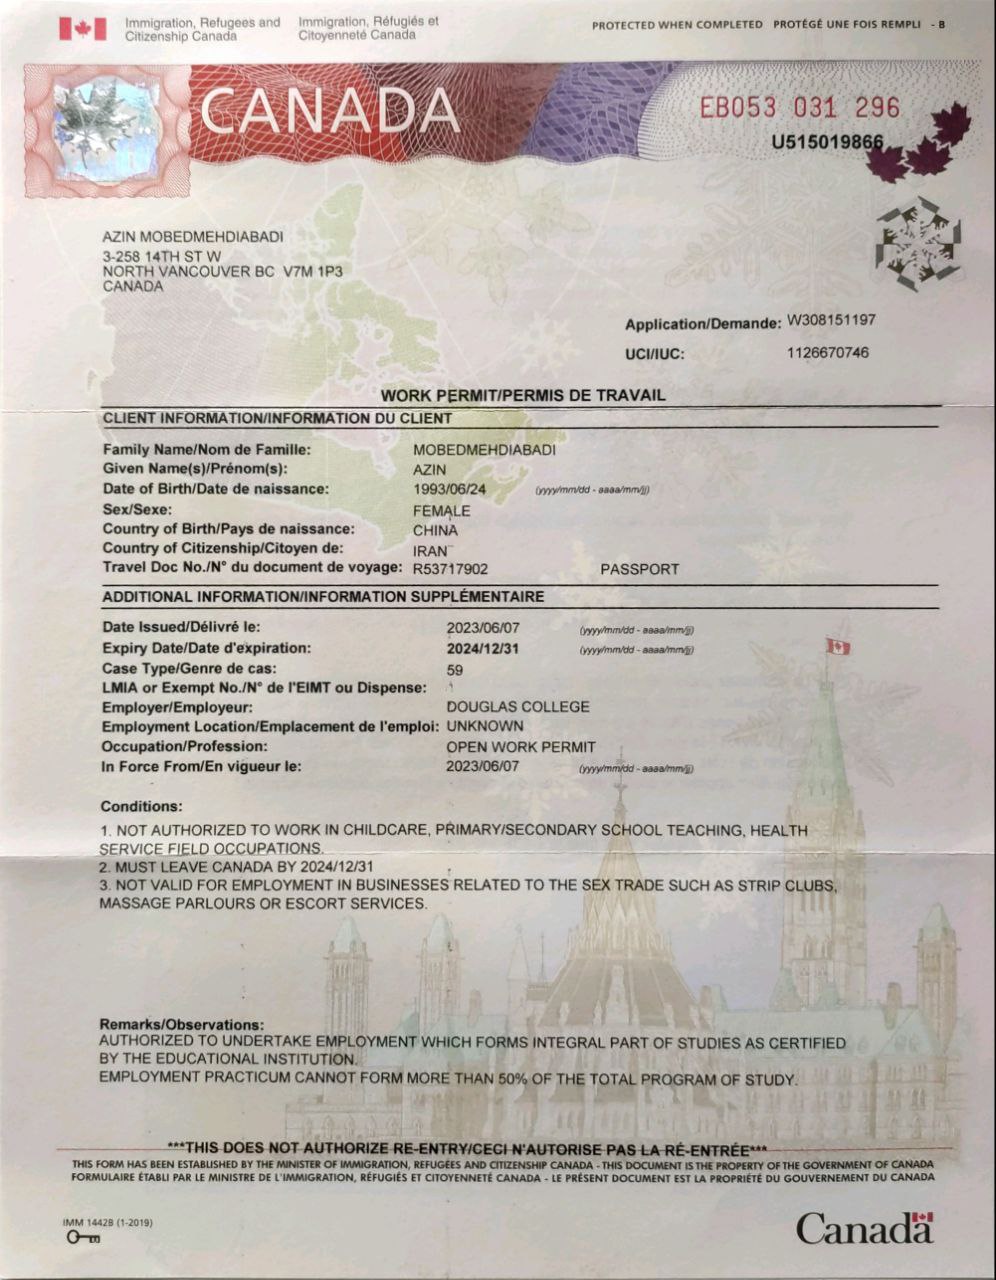 Immigration, Refugees and Citizenship Canada
Immigration, Réfugiés et Citoyenneté Canada
PROTECTED WHEN COMPLETED PROTÉGÉ UNE FOIS REMPLI - B
CANADA
EB053 031 296
U515019866
AZIN MOBEDMEHDIABADI
3-258 14TH ST W
NORTH VANCOUVER BC V7M 1P3
CANADA
Application/Demande: W308151197
UCI/IUC: 1126670746
WORK PERMIT/PERMIS DE TRAVAIL
CLIENT INFORMATION/INFORMATION DU CLIENT
Family Name/Nom de Famille: MOBEDMEHDIABADI
Given Name(s)/Prénom(s): AZIN
Date of Birth/Date de naissance: 1993/06/24 (yyyy/mm/dd - aaaa/mm/jj)
Sex/Sexe: FEMALE
Country of Birth/Pays de naissance: CHINA
Country of Citizenship/Citoyen de: IRAN
Travel Doc No./N° du document de voyage: R53717902 PASSPORT
ADDITIONAL INFORMATION/INFORMATION SUPPLÉMENTAIRE
Date Issued/Délivré le: 2023/06/07 (yyyy/mm/dd - aaaa/mm/jj)
Expiry Date/Date d'expiration: 2024/12/31 (yyyy/mm/dd - aaaa/mm/jj)
Case Type/Genre de cas: 59
LMIA or Exempt No./N° de l'EIMT ou Dispense:
Employer/Employeur: DOUGLAS COLLEGE
Employment Location/Emplacement de l'emploi: UNKNOWN
Occupation/Profession: OPEN WORK PERMIT
In Force From/En vigueur le: 2023/06/07 (yyyy/mm/dd - aaaa/mm/jj)
Conditions:
1. NOT AUTHORIZED TO WORK IN CHILDCARE, PRIMARY/SECONDARY SCHOOL TEACHING, HEALTH
SERVICE FIELD OCCUPATIONS.
2. MUST LEAVE CANADA BY 2024/12/31
3. NOT VALID FOR EMPLOYMENT IN BUSINESSES RELATED TO THE SEX TRADE SUCH AS STRIP CLUBS,
MASSAGE PARLOURS OR ESCORT SERVICES.
Remarks/Observations:
AUTHORIZED TO UNDERTAKE EMPLOYMENT WHICH FORMS INTEGRAL PART OF STUDIES AS CERTIFIED
BY THE EDUCATIONAL INSTITUTION.
EMPLOYMENT PRACTICUM CANNOT FORM MORE THAN 50% OF THE TOTAL PROGRAM OF STUDY.
***THIS DOES NOT AUTHORIZE RE-ENTRY/CECI N'AUTORISE PAS LA RÉ-ENTRÉE***
THIS FORM HAS BEEN ESTABLISHED BY THE MINISTER OF IMMIGRATION, REFUGEES AND CITIZENSHIP CANADA - THIS DOCUMENT IS THE PROPERTY OF THE GOVERNMENT OF CANADA
FORMULAIRE ÉTABLI PAR LE MINISTRE DE L'IMMIGRATION, RÉFUGIÉS ET CITOYENNETÉ CANADA - LE PRÉSENT DOCUMENT EST LA PROPRIÉTÉ DU GOUVERNEMENT DU CANADA
IMM 1442B (1-2019)
Canada